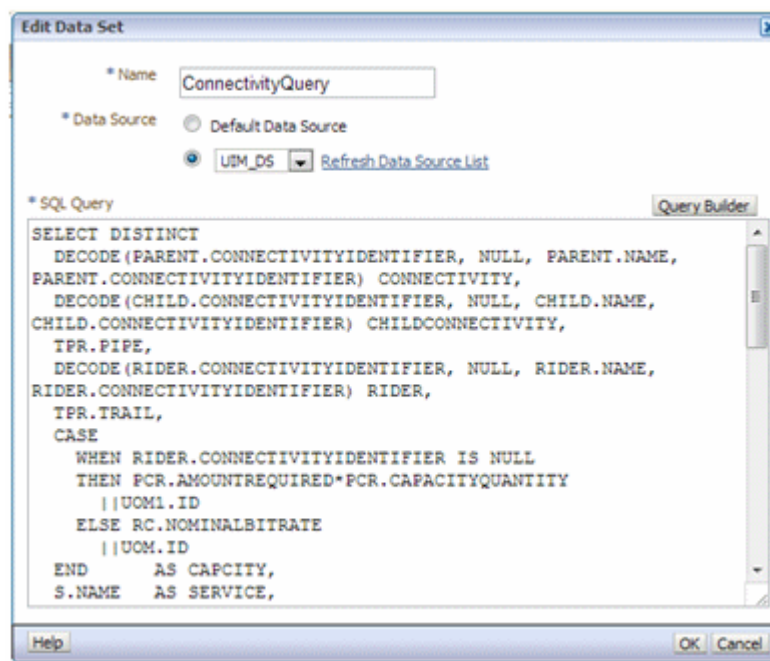 Edit Data Set
* Name
ConnectivityQuery
* Data Source
Default Data Source
UIM_DS
Refresh Data Source List
* SQL Query
Query Builder
SELECT DISTINCT
DECODE(PARENT.CONNECTIVITYIDENTIFIER, NULL, PARENT.NAME,
PARENT.CONNECTIVITYIDENTIFIER) CONNECTIVITY,
DECODE(CHILD.CONNECTIVITYIDENTIFIER, NULL, CHILD.NAME,
CHILD.CONNECTIVITYIDENTIFIER) CHILDCONNECTIVITY,
TPR.PIPE,
DECODE(RIDER.CONNECTIVITYIDENTIFIER, NULL, RIDER.NAME,
RIDER.CONNECTIVITYIDENTIFIER) RIDER,
TPR.TRAIL,
CASE
WHEN RIDER.CONNECTIVITYIDENTIFIER IS NULL
THEN PCR.AMOUNTREQUIRED*PCR.CAPACITYQUANTITY
||UOM1.ID
ELSE RC.NOMINALBITRATE
||UOM.ID
END AS CAPCITY,
S.NAME AS SERVICE,
Help
OK
Cancel